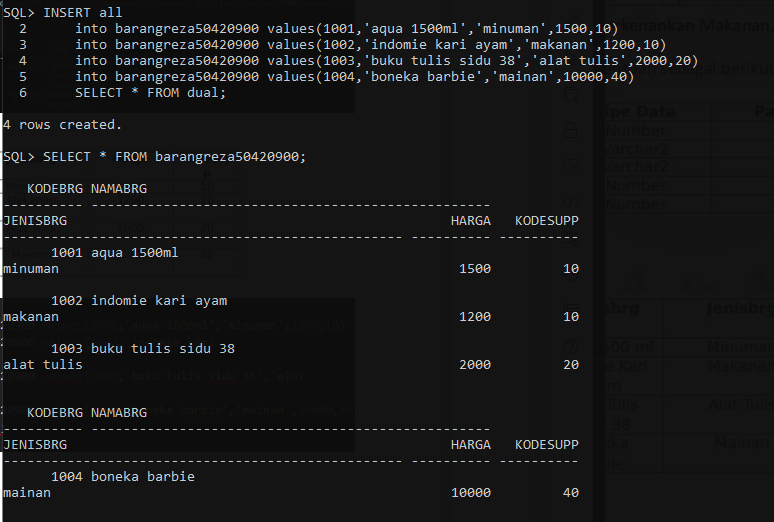 SQL> INSERT all
  2      into barangreza50420900 values(1001,'aqua 1500ml','minuman',1500,10)
  3      into barangreza50420900 values(1002,'indomie kari ayam','makanan',1200,10)
  4      into barangreza50420900 values(1003,'buku tulis sidu 38','alat tulis',2000,20)
  5      into barangreza50420900 values(1004,'boneka barbie','mainan',10000,40)
  6      SELECT * FROM dual;
4 rows created.
SQL> SELECT * FROM barangreza50420900;
   KODEBRG NAMABRG
---------- --------------------------------------------------
JENISBRG                                                HARGA   KODESUPP
-------------------------------------------------- ---------- ----------
      1001 aqua 1500ml
minuman                                                  1500         10
      1002 indomie kari ayam
makanan                                                  1200         10
      1003 buku tulis sidu 38
alat tulis                                               2000         20
   KODEBRG NAMABRG
---------- --------------------------------------------------
JENISBRG                                                HARGA   KODESUPP
-------------------------------------------------- ---------- ----------
      1004 boneka barbie
mainan                                                  10000         40